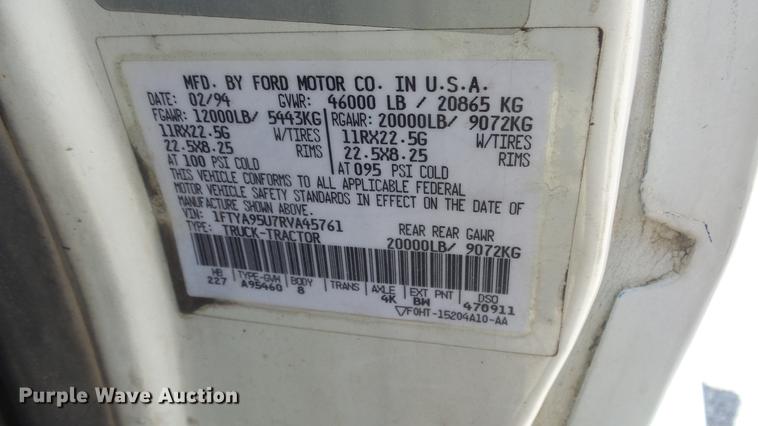 MFD. BY FORD MOTOR CO. IN U.S.A.
DATE: 02/94 GVWR: 46000 LB / 20865 KG
FGAWR: 12000LB/ 5443KG RGAWR: 20000LB/ 9072KG
11RX22.5G W/TIRES 11RX22.5G W/TIRES
22.5X8.25 RIMS 22.5X8.25 RIMS
AT 100 PSI COLD AT 095 PSI COLD
THIS VEHICLE CONFORMS TO ALL APPLICABLE FEDERAL
MOTOR VEHICLE SAFETY STANDARDS IN EFFECT ON THE DATE OF
MANUFACTURE SHOWN ABOVE.
VIN: 1FTYA95U7RVA45761 REAR REAR GAWR
TYPE: TRUCK-TRACTOR 20000LB/ 9072KG
WB TYPE-GVW BODY TRANS AXLE EXT PNT DSO
227 A95460 8 4K BW 470911
F0HT-15204A10-AA
Purple Wave Auction